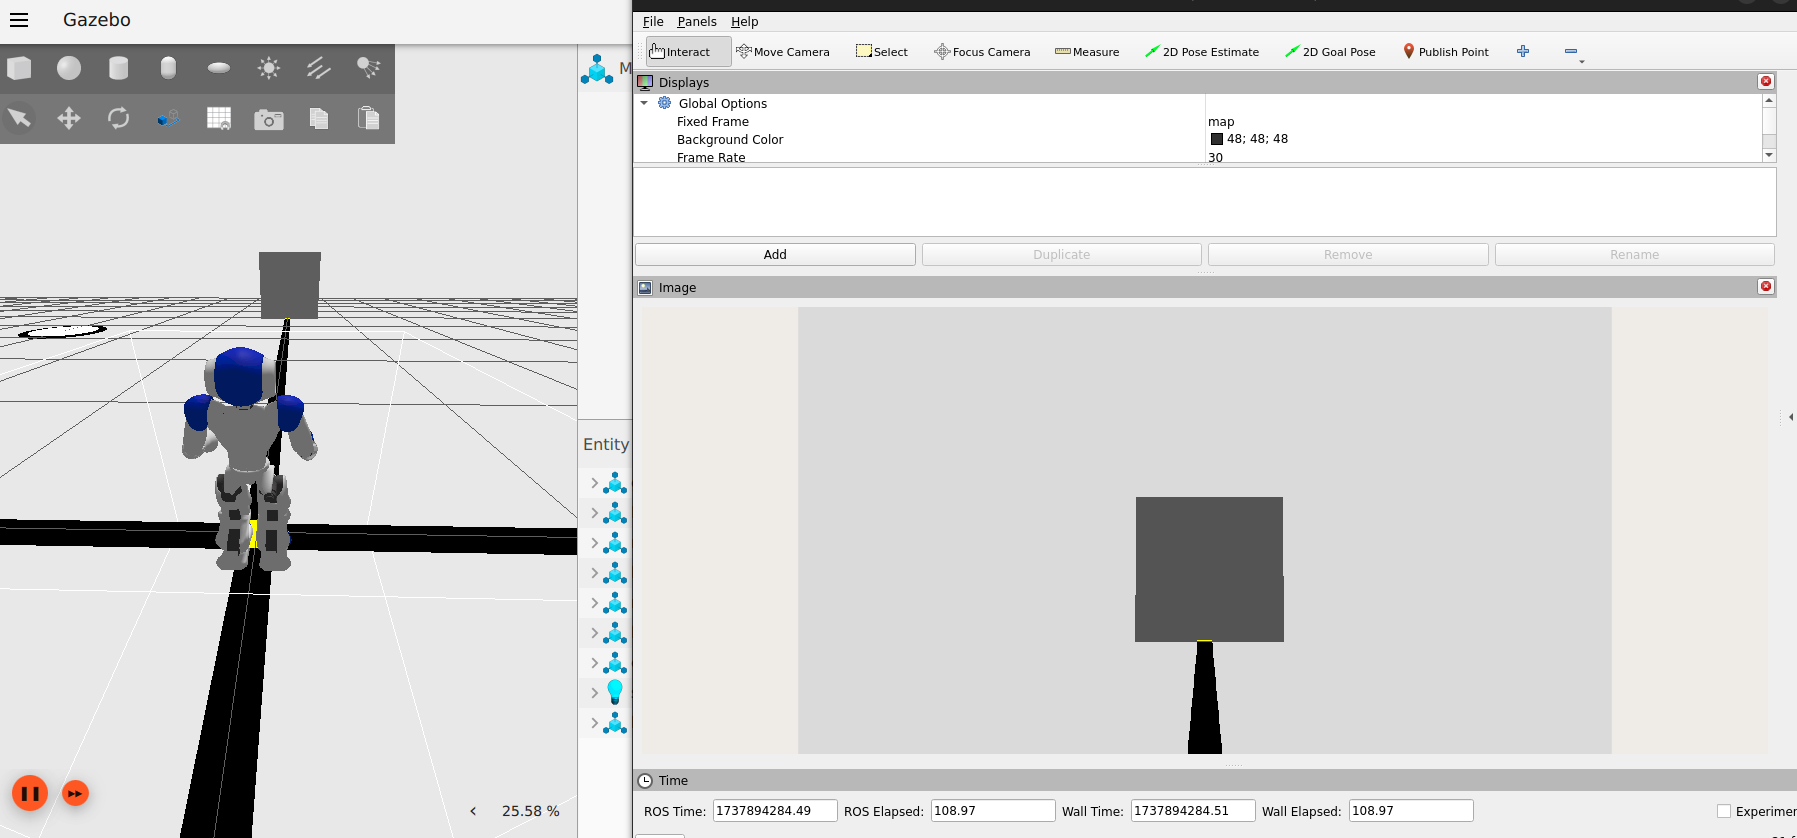 Gazebo
File Panels Help
Interact Move Camera Select Focus Camera Measure 2D Pose Estimate 2D Goal Pose Publish Point
M
Displays
Global Options
Fixed Frame map
Background Color 48; 48; 48
Frame Rate 30
Add Duplicate Remove Rename
Image
Entity
25.58 %
Time
ROS Time: 1737894284.49 ROS Elapsed: 108.97 Wall Time: 1737894284.51 Wall Elapsed: 108.97 Experimen